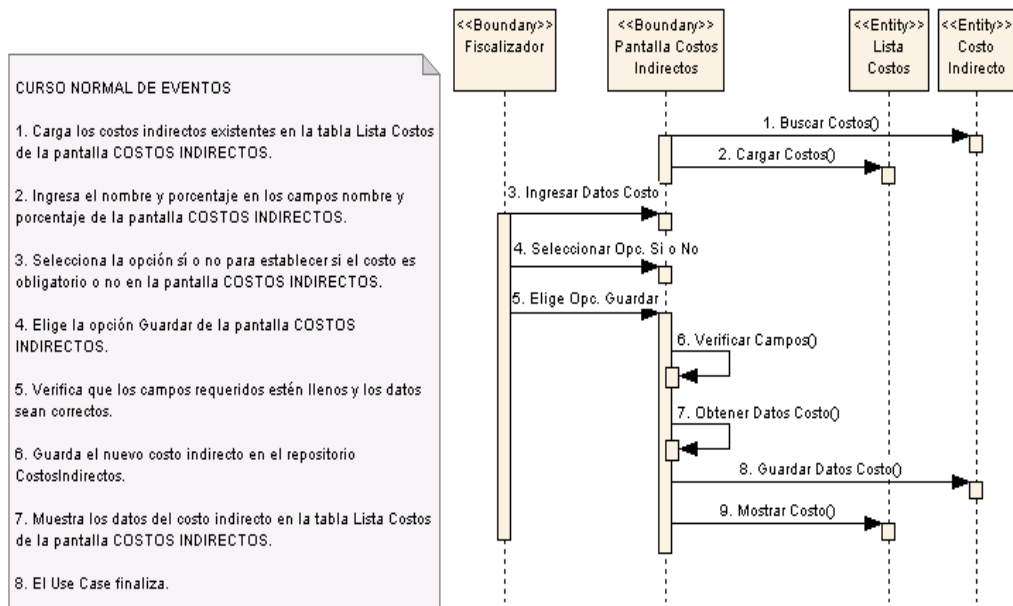 CURSO NORMAL DE EVENTOS
1. Carga los costos indirectos existentes en la tabla Lista Costos
de la pantalla COSTOS INDIRECTOS.
2. Ingresa el nombre y porcentaje en los campos nombre y
porcentaje de la pantalla COSTOS INDIRECTOS.
3. Selecciona la opción sí o no para establecer si el costo es
obligatorio o no en la pantalla COSTOS INDIRECTOS.
4. Elige la opción Guardar de la pantalla COSTOS
INDIRECTOS.
5. Verifica que los campos requeridos estén llenos y los datos
sean correctos.
6. Guarda el nuevo costo indirecto en el repositorio
CostosIndirectos.
7. Muestra los datos del costo indirecto en la tabla Lista Costos
de la pantalla COSTOS INDIRECTOS.
8. El Use Case finaliza.
<<Boundary>>
Fiscalizador
<<Boundary>>
Pantalla Costos
Indirectos
<<Entity>>
Lista
Costos
<<Entity>>
Costo
Indirecto
1. Buscar Costos()
2. Cargar Costos()
3. Ingresar Datos Costo
4. Seleccionar Opc. Si o No
5. Elige Opc. Guardar
6. Verificar Campos()
7. Obtener Datos Costo()
8. Guardar Datos Costo()
9. Mostrar Costo()